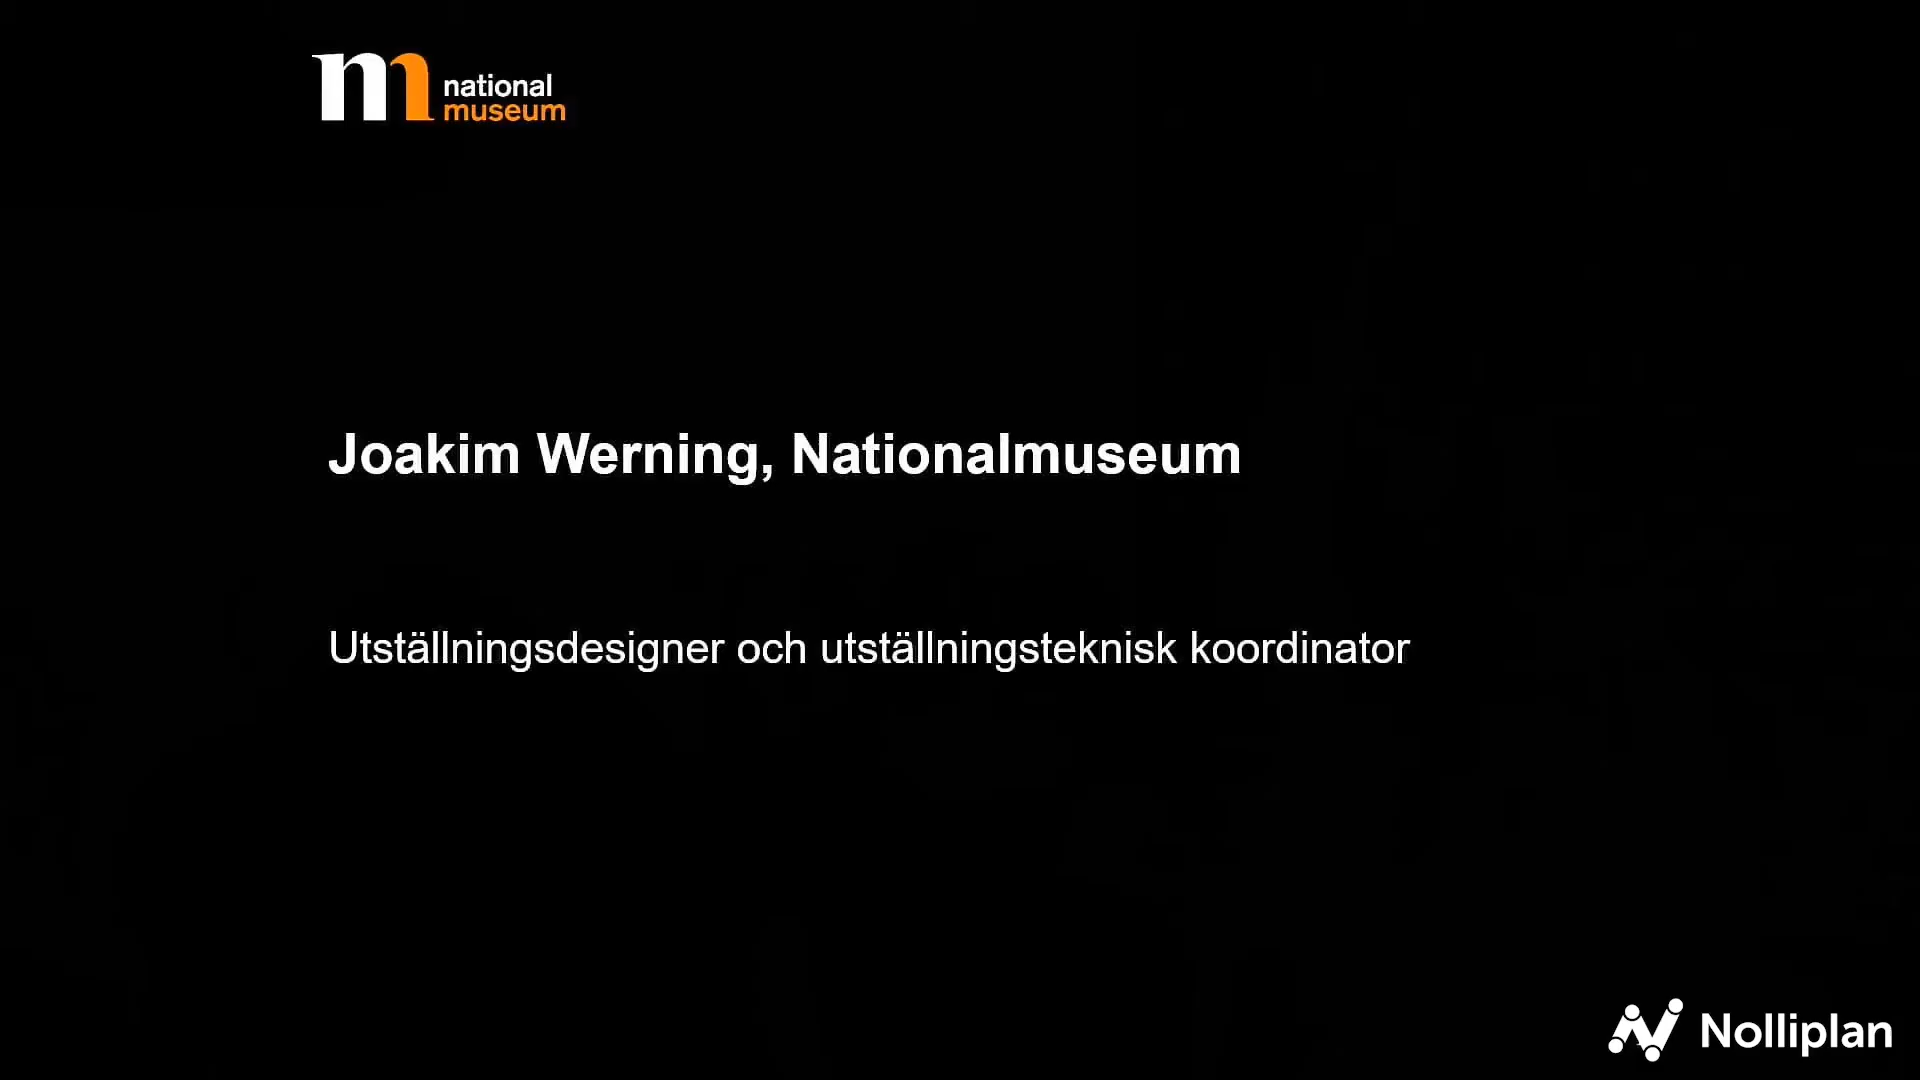 national
museum
Joakim Werning, Nationalmuseum
Utställningsdesigner och utställningsteknisk koordinator
Nolliplan